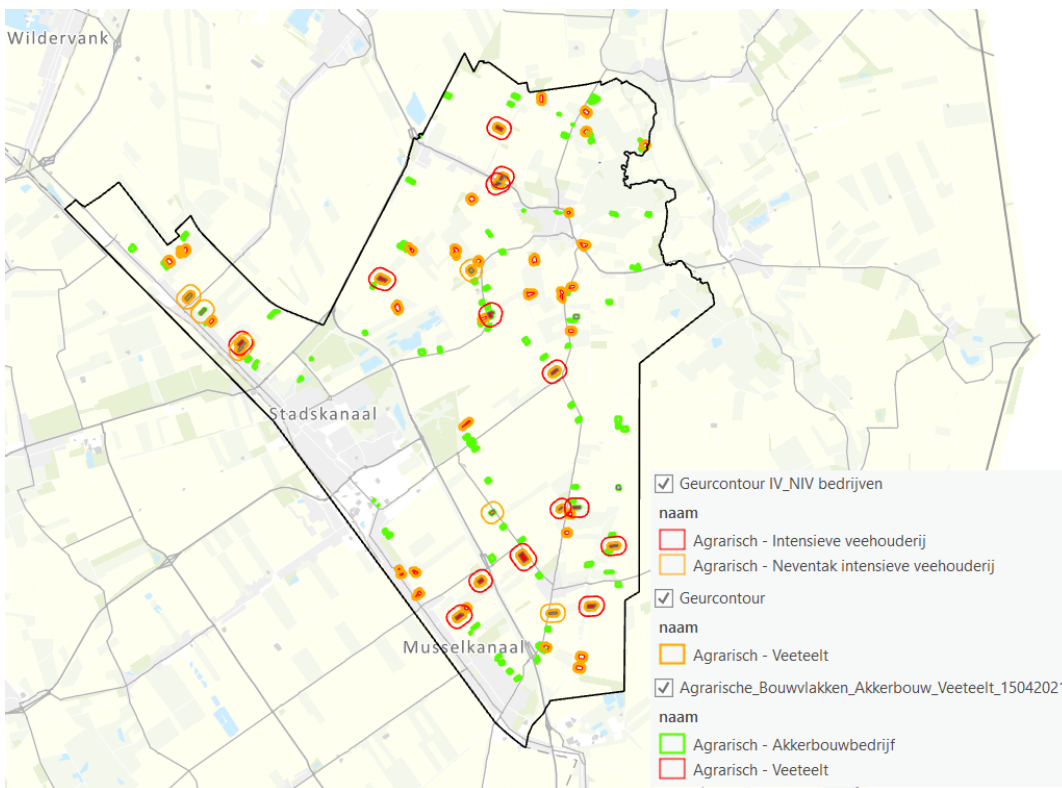 Wildervank
Stadskanaal
Musselkanaal
Geurcontour IV_NIV bedrijven
naam
Agrarisch - Intensieve veehouderij
Agrarisch - Neventak intensieve veehouderij
Geurcontour
naam
Agrarisch - Veeteelt
Agrarische_Bouwvlakken_Akkerbouw_Veeteelt_15042021
naam
Agrarisch - Akkerbouwbedrijf
Agrarisch - Veeteelt